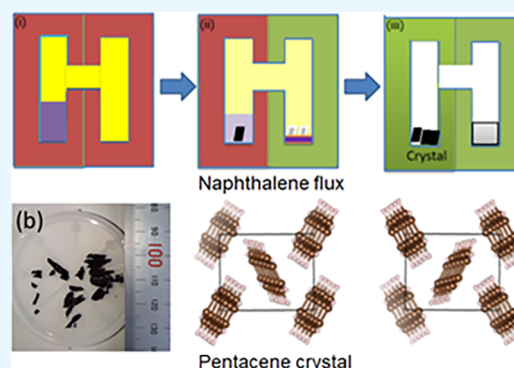 (i)
(ii)
(iii)
Crystal
Naphthalene flux
(b)
100
Pentacene crystal